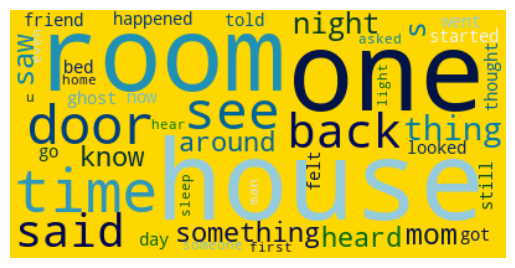 friend happened told night s went
started
saw even room one asked
bed home light thought
u ghost now see
door hear back thing
go know around looked
time house felt still
sleep man
said day something heard mom got
someone first